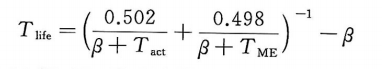 T_life = (0.502 / (β + T_act) + 0.498 / (β + T_ME))^−1 − β